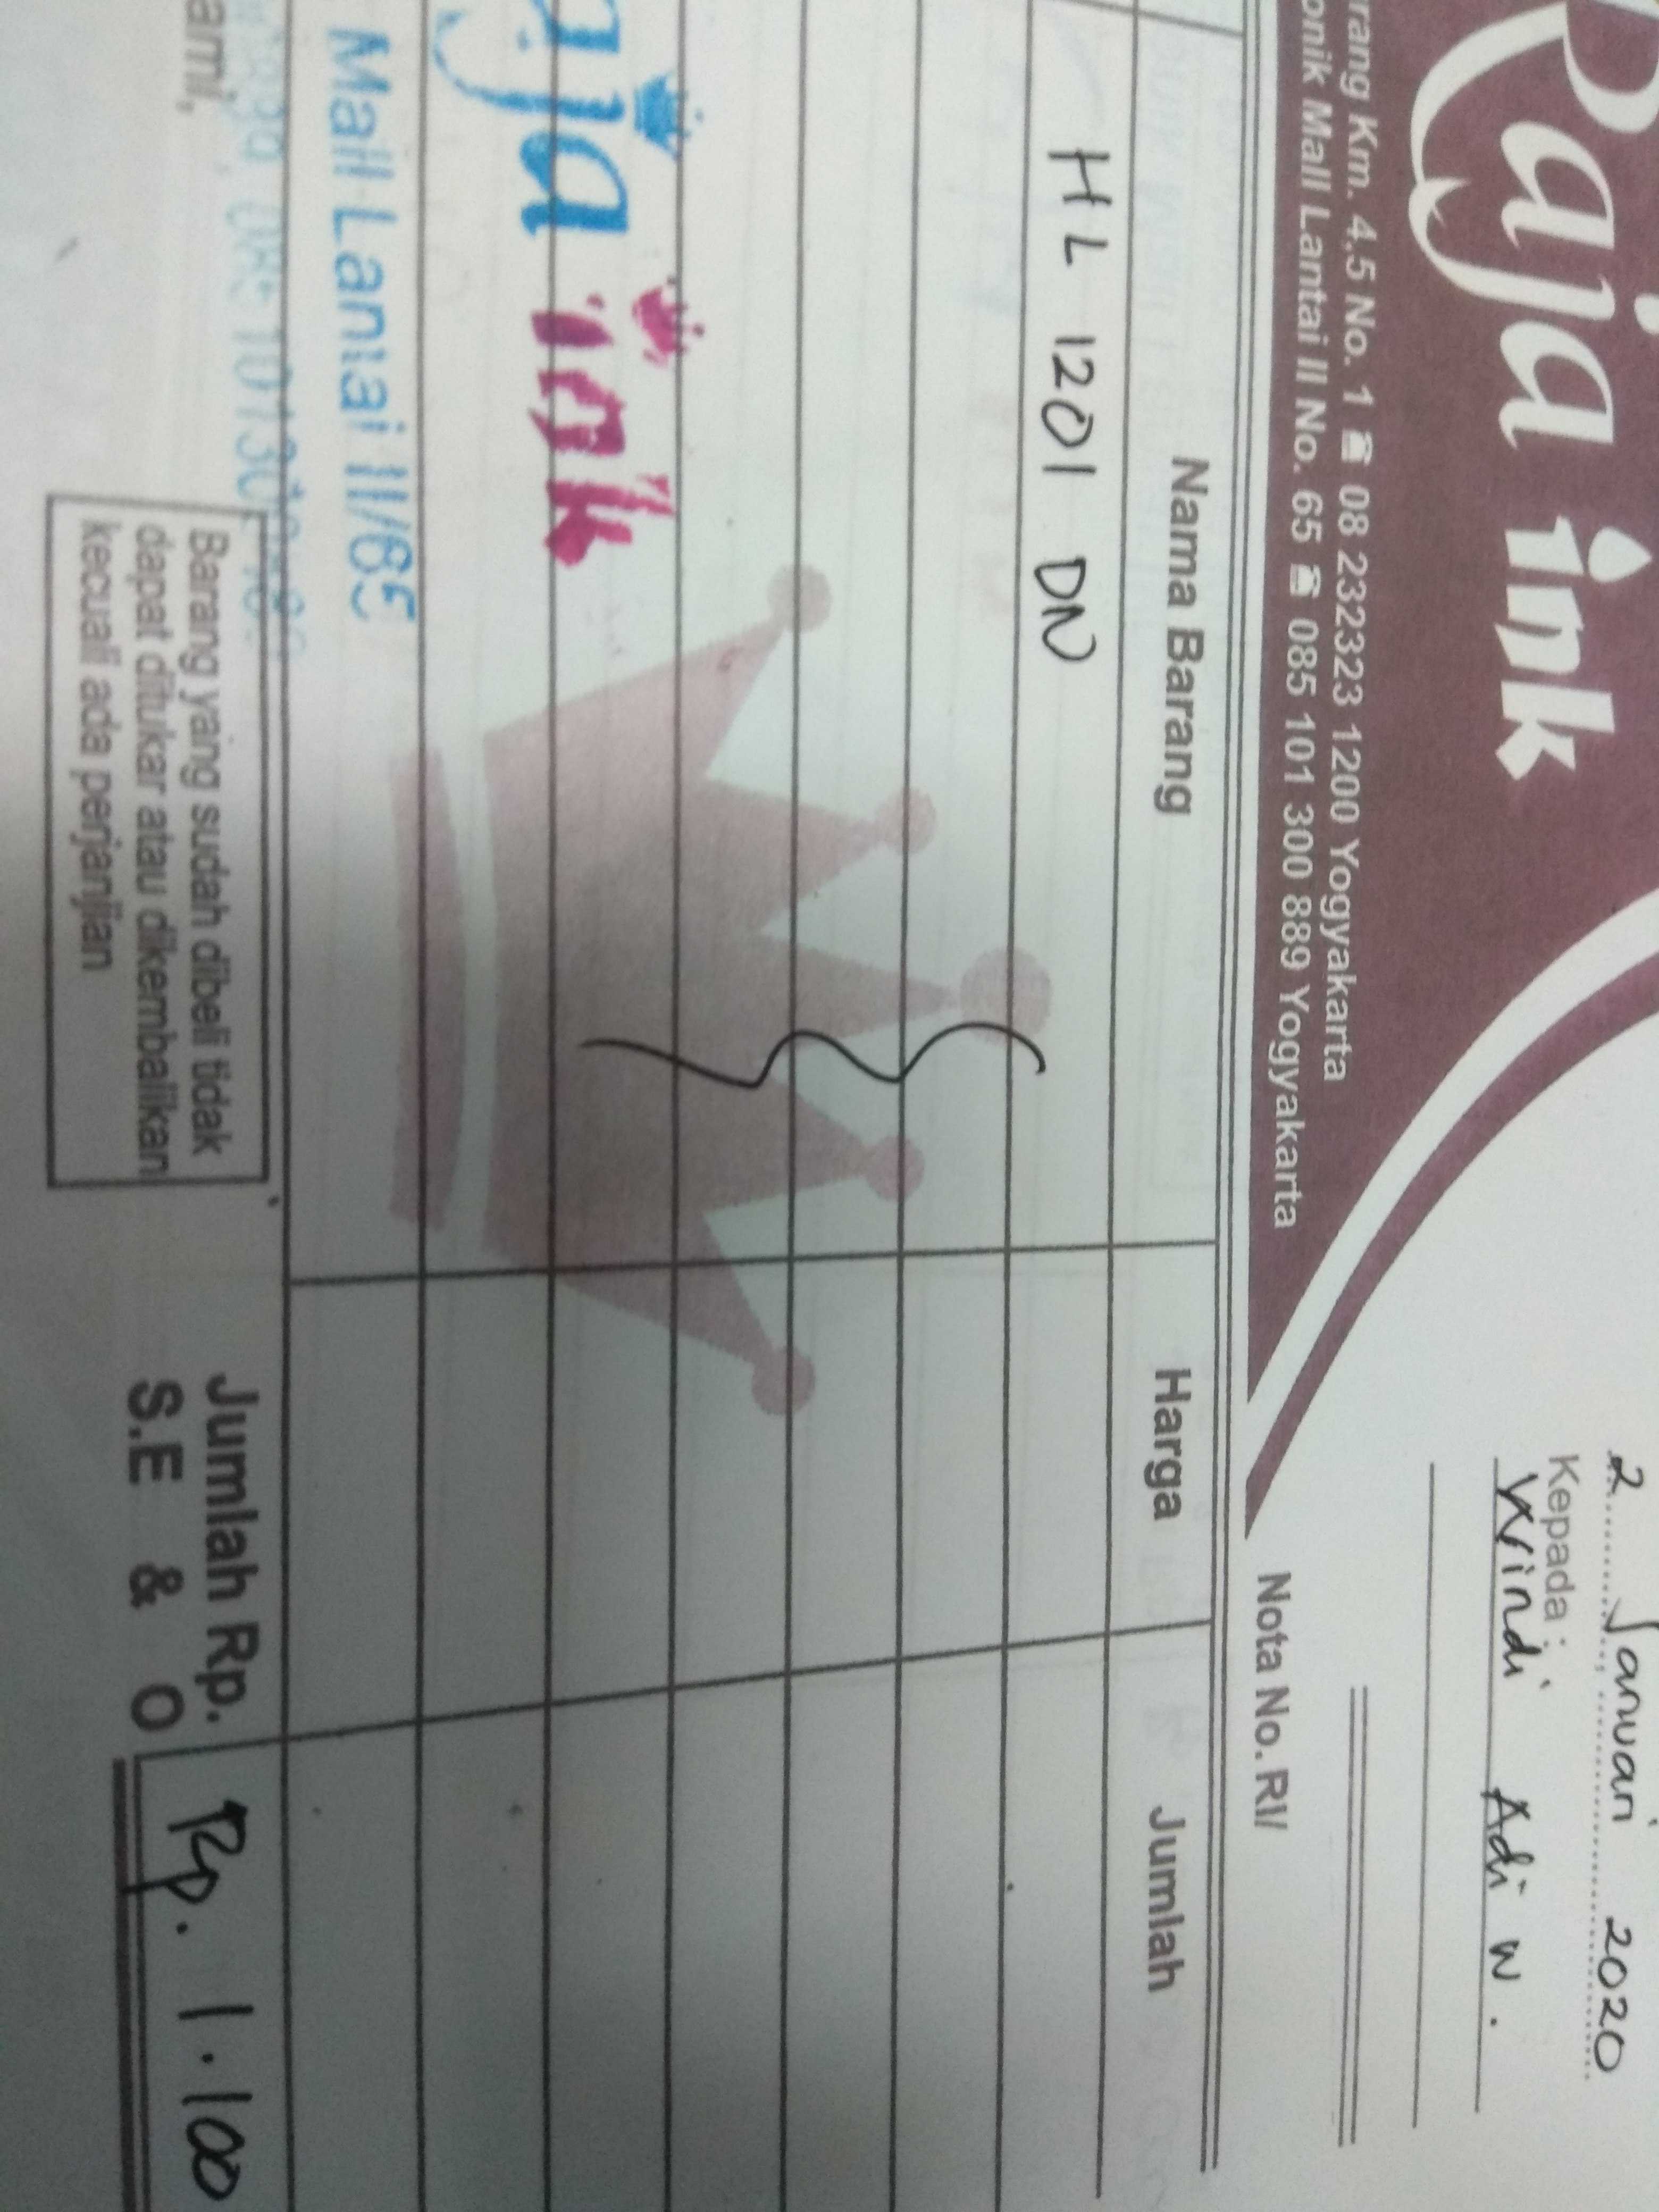 Raja ink
rang Km. 4,5 No. 1 ☎ 08 232323 1200 Yogyakarta
onik Mall Lantai II No. 65 ☎ 085 101 300 889 Yogyakarta
2 Januari 2020
Kepada :
Windi Adi W.
Nota No. RI/
Nama Barang Harga Jumlah
HL 1201 DN
aja ink
Mall Lantai II/65
ami,
Barang yang sudah dibeli tidak
dapat ditukar atau dikembalikan
kecuali ada perjanjian
Jumlah Rp. Rp. 1.100
S.E & O